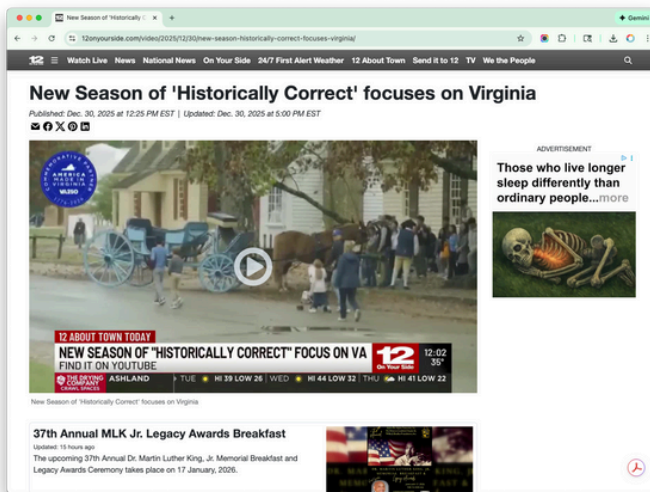 New Season of 'Historically C
Gemini
12onyourside.com/video/2025/12/30/new-season-historically-correct-focuses-virginia/
12 Watch Live News National News On Your Side 24/7 First Alert Weather 12 About Town Send it to 12 TV We the People
New Season of 'Historically Correct' focuses on Virginia
Published: Dec. 30, 2025 at 12:25 PM EST | Updated: Dec. 30, 2025 at 5:00 PM EST
COMMEMORATIVE PARTNER
AMERICA
MADE IN
VIRGINIA
VA250
1776-2026
12 ABOUT TOWN TODAY
NEW SEASON OF "HISTORICALLY CORRECT" FOCUS ON VA
FIND IT ON YOUTUBE
12
On Your Side
12:02
35°
THE DRYING
COMPANY
CRAWL SPACES
ASHLAND TUE HI 39 LOW 26 WED HI 44 LOW 32 THU HI 41 LOW 22
New Season of 'Historically Correct' focuses on Virginia
ADVERTISEMENT
Those who live longer
sleep differently than
ordinary people...more
37th Annual MLK Jr. Legacy Awards Breakfast
Updated: 15 hours ago
The upcoming 37th Annual Dr. Martin Luther King, Jr. Memorial Breakfast and
Legacy Awards Ceremony takes place on 17 January, 2026.